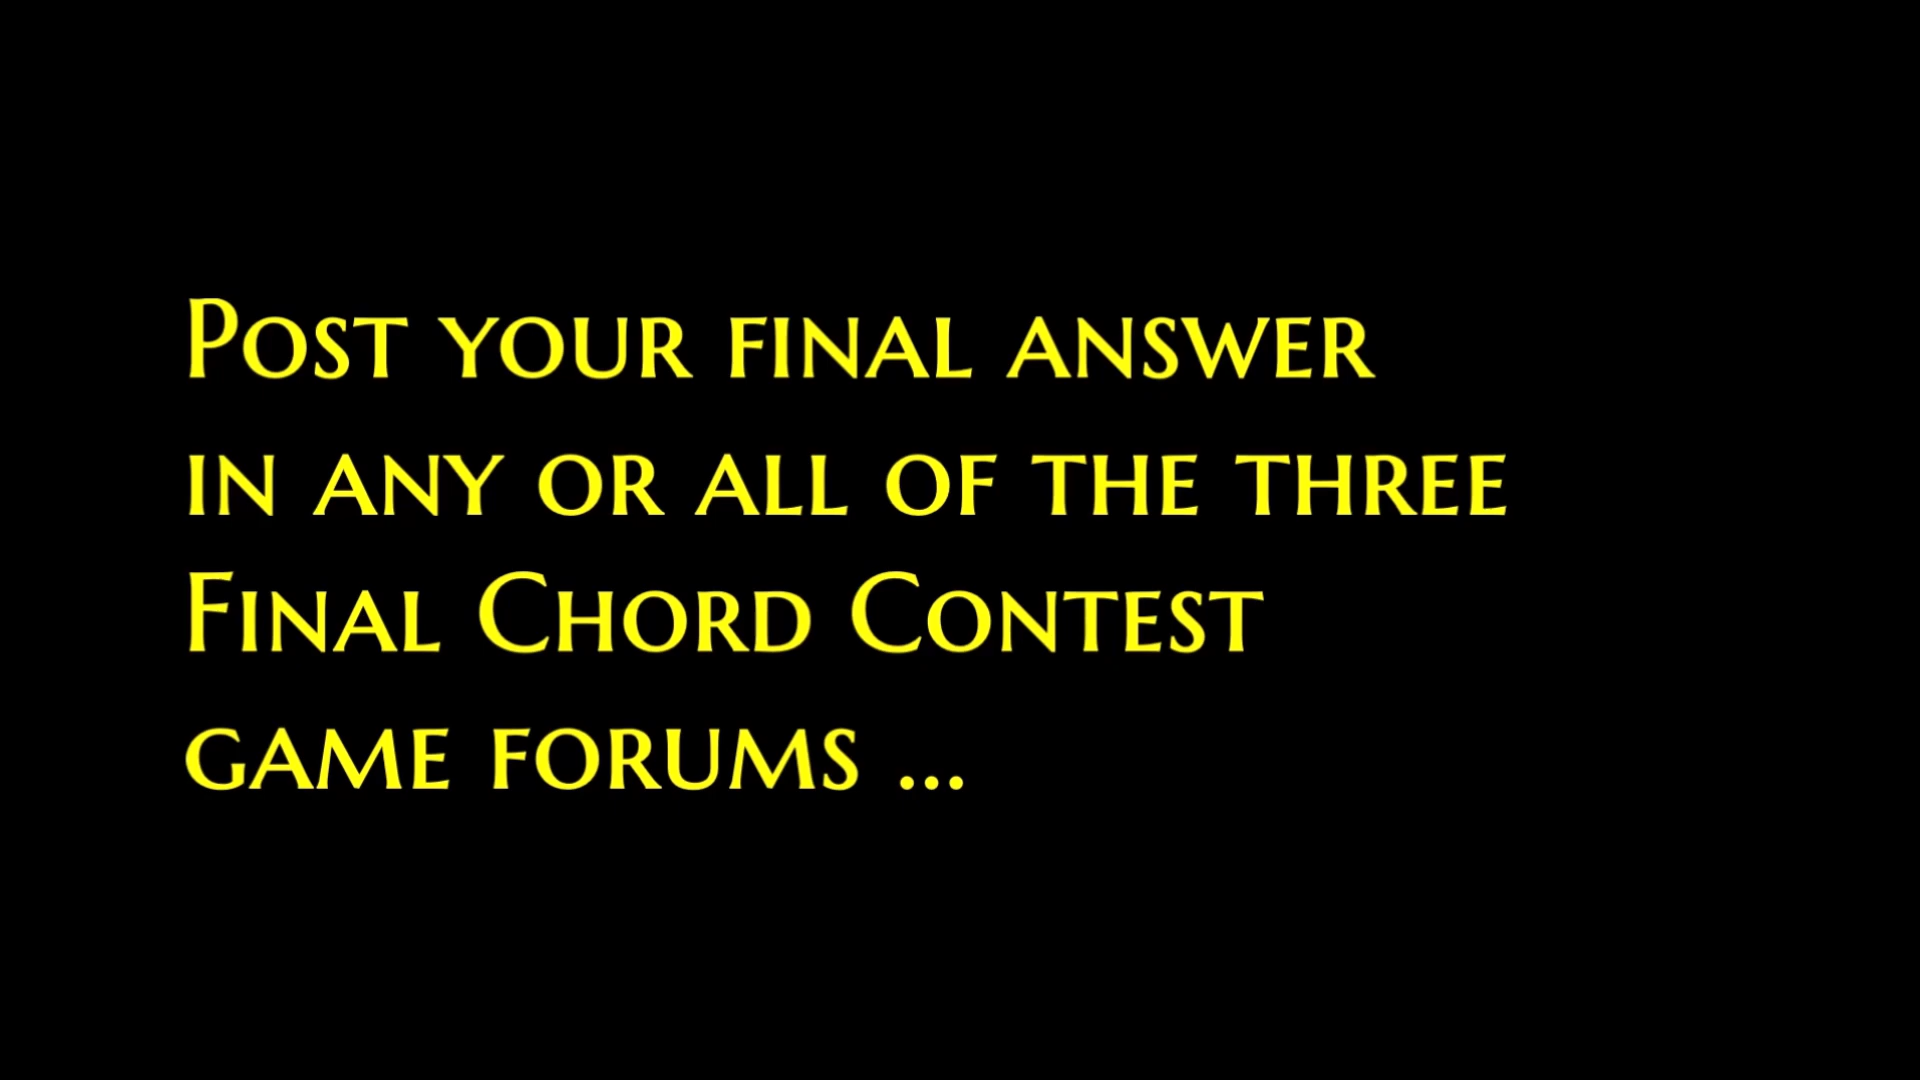 Post your final answer
in any or all of the three
Final Chord Contest
game forums ...